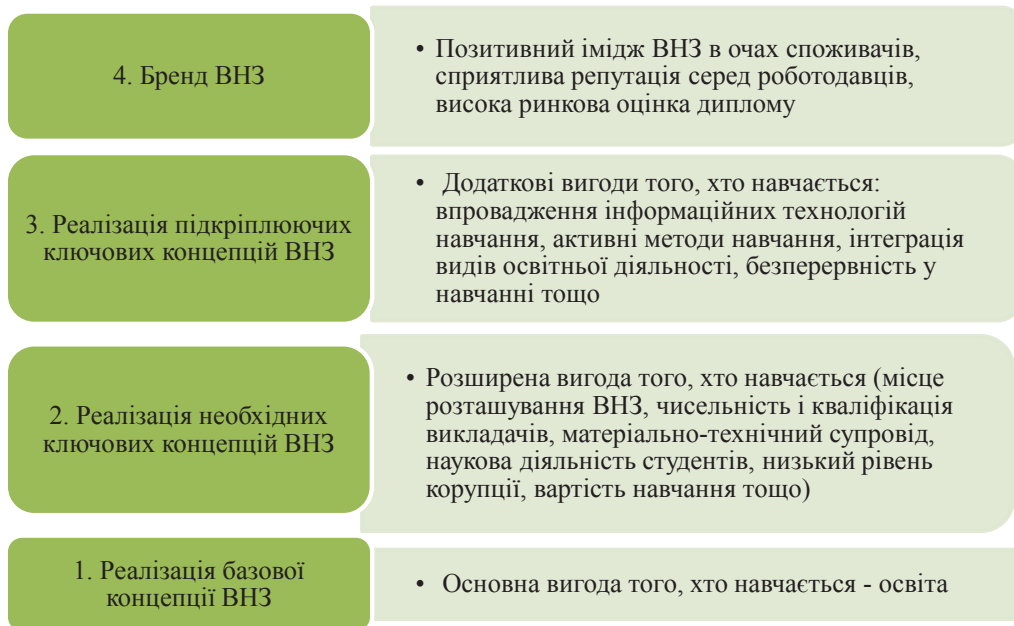 4. Бренд ВНЗ
• Позитивний імідж ВНЗ в очах споживачів,
сприятлива репутація серед роботодавців,
висока ринкова оцінка диплому
3. Реалізація підкріплюючих
ключових концепцій ВНЗ
• Додаткові вигоди того, хто навчається:
впровадження інформаційних технологій
навчання, активні методи навчання, інтеграція
видів освітньої діяльності, безперервність у
навчанні тощо
2. Реалізація необхідних
ключових концепцій ВНЗ
• Розширена вигода того, хто навчається (місце
розташування ВНЗ, чисельність і кваліфікація
викладачів, матеріально-технічний супровід,
наукова діяльність студентів, низький рівень
корупції, вартість навчання тощо)
1. Реалізація базової
концепції ВНЗ
• Основна вигода того, хто навчається - освіта